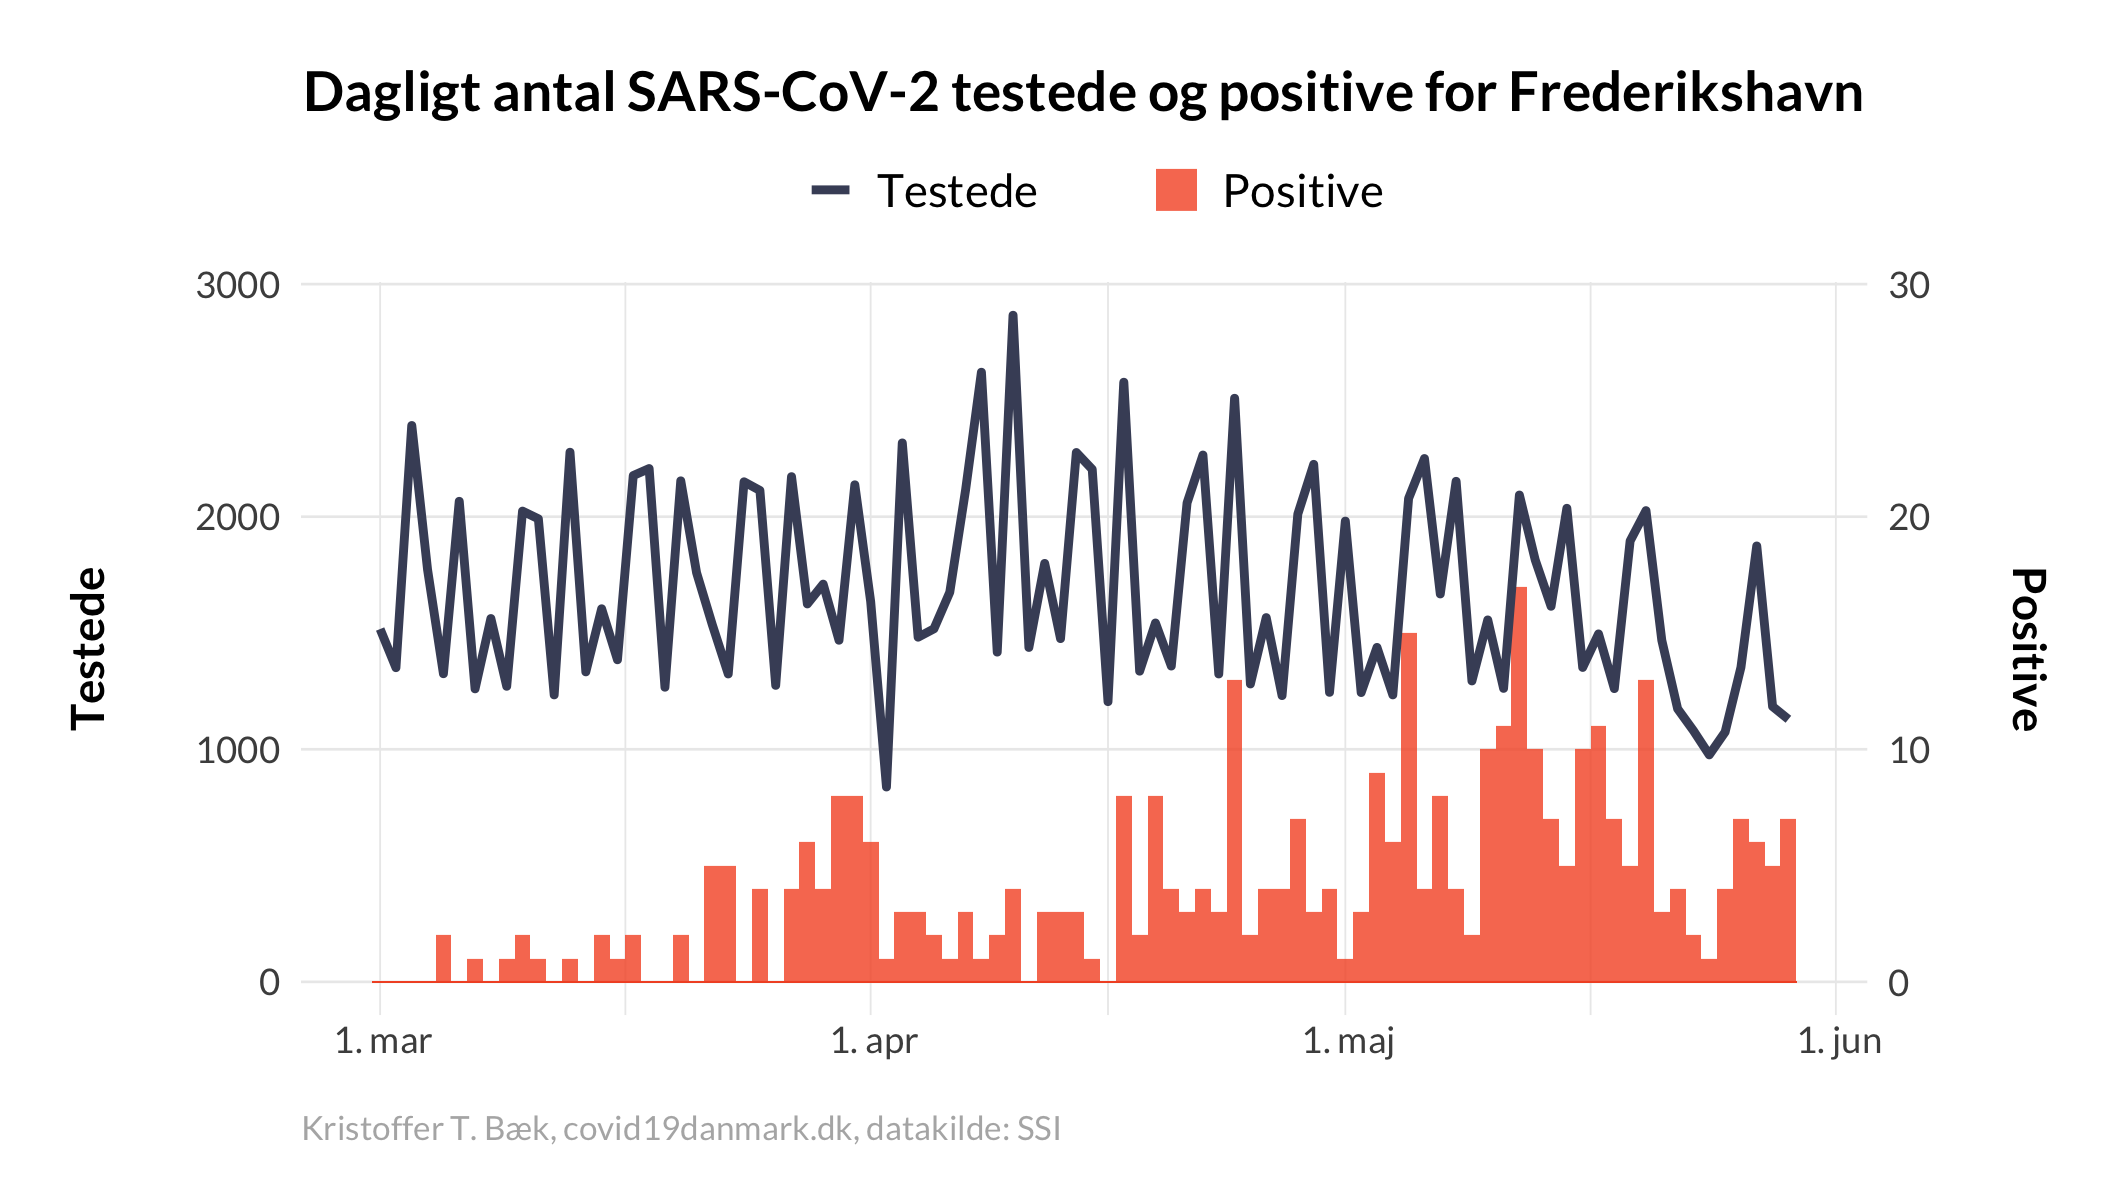 Dagligt antal SARS-CoV-2 testede og positive for Frederikshavn
Testede Positive
3000 30
2000 20
1000 10
0 0
Testede
Positive
1. mar 1. apr 1. maj 1. jun
Kristoffer T. Bæk, covid19danmark.dk, datakilde: SSI